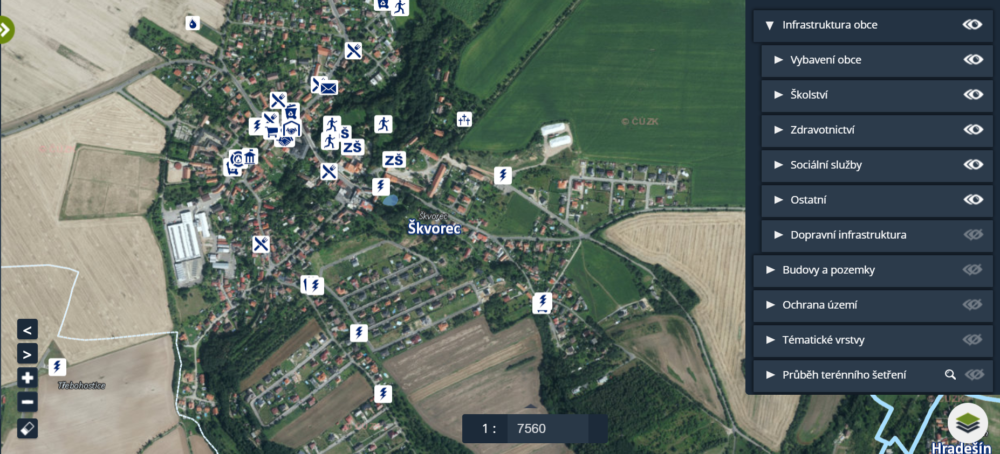 Infrastruktura obce
Vybavení obce
Školství
Zdravotnictví
Sociální služby
Ostatní
Dopravní infrastruktura
Budovy a pozemky
Ochrana území
Tématické vrstvy
Průběh terénního šetření
© ČÚZK
Š
ZŠ
ZŠ
Škvorec
Škvorec
Třebohostice
<
>
1 : 7560
ČÚZK
Hradešín